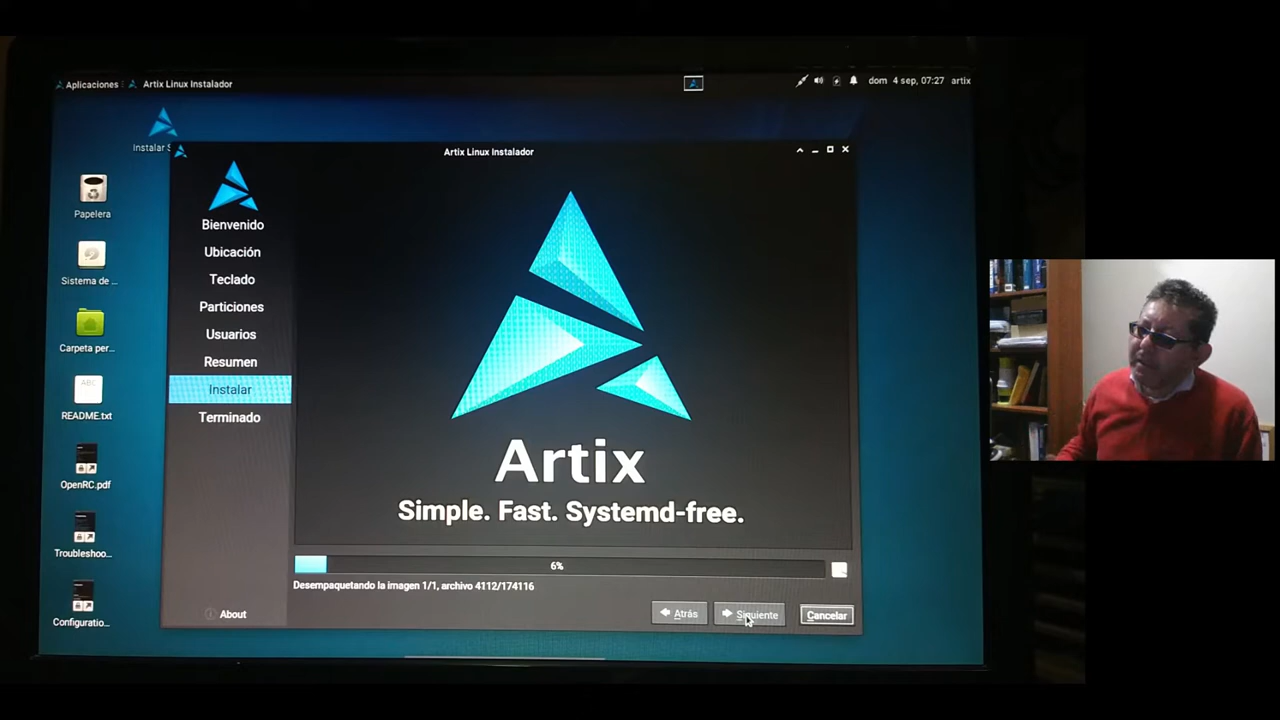 Aplicaciones
Artix Linux Instalador
dom 4 sep, 07:27
artix
Instalar S
Artix Linux Instalador
Papelera
Sistema de ...
Carpeta per...
README.txt
OpenRC.pdf
Troubleshoo...
Configuratio...
Bienvenido
Ubicación
Teclado
Particiones
Usuarios
Resumen
Instalar
Terminado
About
Artix
Simple. Fast. Systemd-free.
6%
Desempaquetando la imagen 1/1, archivo 4112/174116
Atrás
Siguiente
Cancelar
ABC